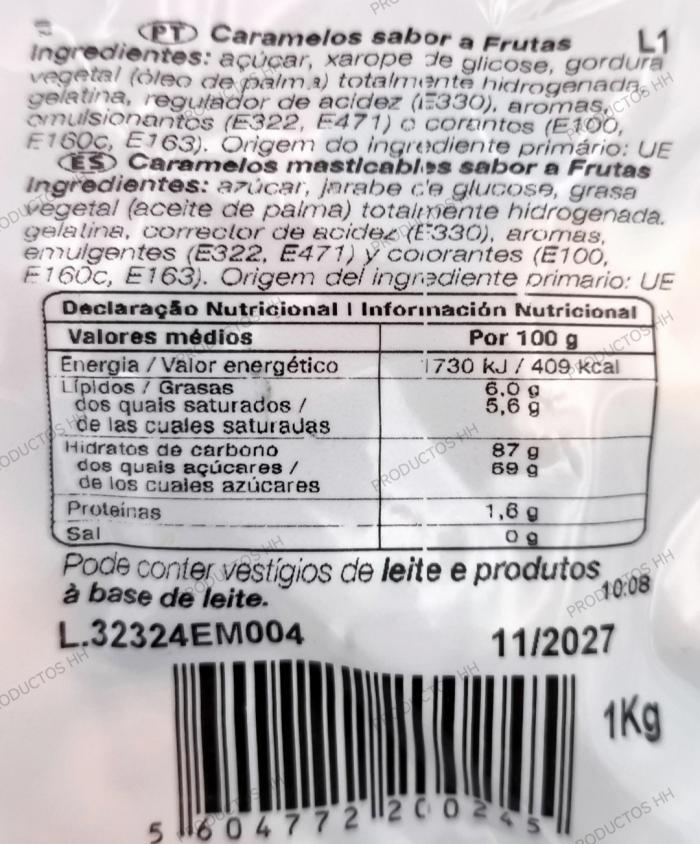 PT Caramelos sabor a Frutas L1
Ingredientes: açúcar, xarope de glicose, gordura
vegetal (óleo de palma) totalmente hidrogenada,
gelatina, regulador de acidez (E330), aromas,
emulsionantes (E322, E471) e corantes (E100,
E160c, E163). Origem do ingrediente primário: UE
ES Caramelos masticables sabor a Frutas
Ingredientes: azúcar, jarabe de glucosa, grasa
vegetal (aceite de palma) totalmente hidrogenada.
gelatina, corrector de acidez (E330), aromas,
emulgentes (E322, E471) y colorantes (E100,
E160c, E163). Origem del ingrediente primario: UE
Declaração Nutricional I Información Nutricional
Valores médios Por 100 g
Energia / Valor energético 1730 kJ / 409 kcal
Lípidos / Grasas 6,0 g
dos quais saturados / 5,6 g
de las cuales saturadas
Hidratos de carbono 87 g
dos quais açúcares / 69 g
de los cuales azúcares
Proteínas 1,6 g
Sal 0 g
Pode conter vestígios de leite e produtos
à base de leite. 10:08
L.32324EM004 11/2027
1Kg
5 604772 200245
PRODUCTOS HH